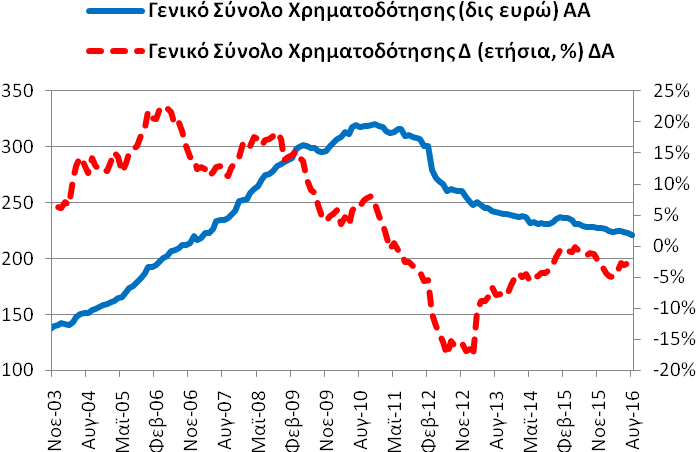 Γενικό Σύνολο Χρηματοδότησης (δις ευρώ) ΑΑ
Γενικό Σύνολο Χρηματοδότησης Δ (ετήσια, %) ΔΑ
350
300
250
200
150
100
25%
20%
15%
10%
5%
0%
-5%
-10%
-15%
-20%
Νοε-03
Αυγ-04
Μαϊ-05
Φεβ-06
Νοε-06
Αυγ-07
Μαϊ-08
Φεβ-09
Νοε-09
Αυγ-10
Μαϊ-11
Φεβ-12
Νοε-12
Αυγ-13
Μαϊ-14
Φεβ-15
Νοε-15
Αυγ-16